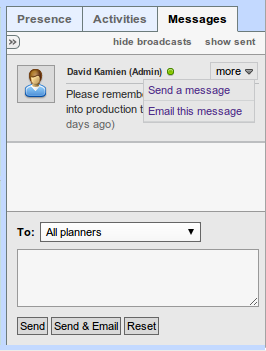 Presence Activities Messages
» hide broadcasts show sent
David Kamien (Admin) more
Please remembe
Send a message
into production t
Email this message
days ago)
To: All planners
Send Send & Email Reset